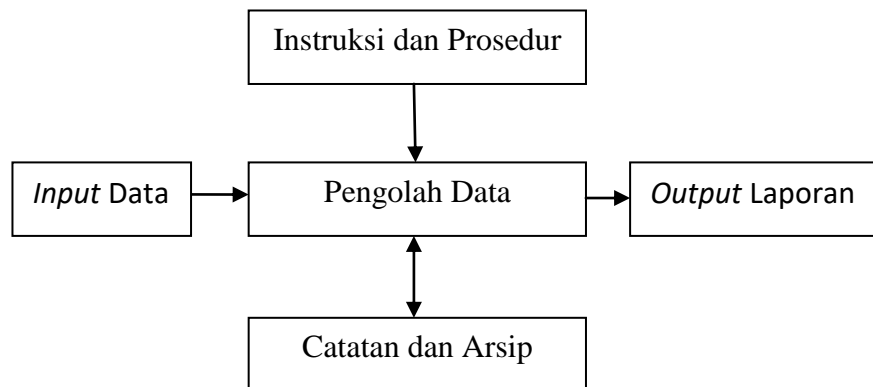 Instruksi dan Prosedur
Input Data
Pengolah Data
Output Laporan
Catatan dan Arsip